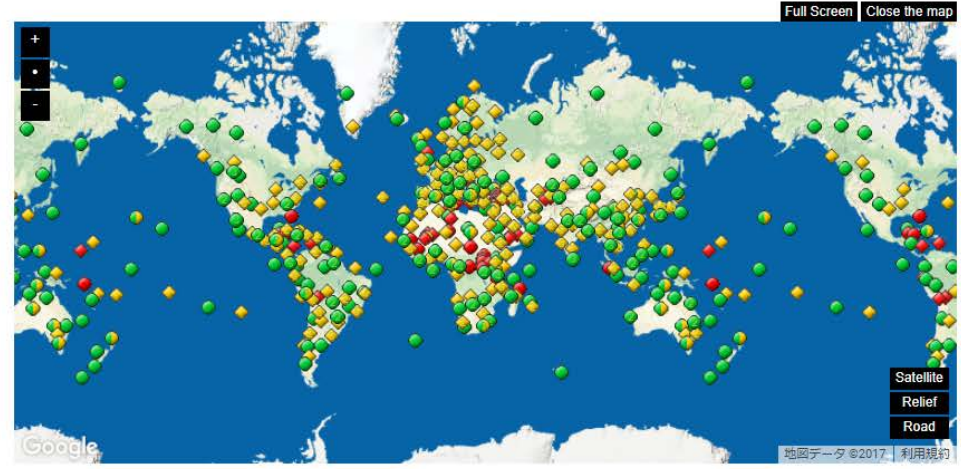 Full Screen Close the map
+
•
-
Satellite
Relief
Road
Google
地図データ ©2017 利用規約